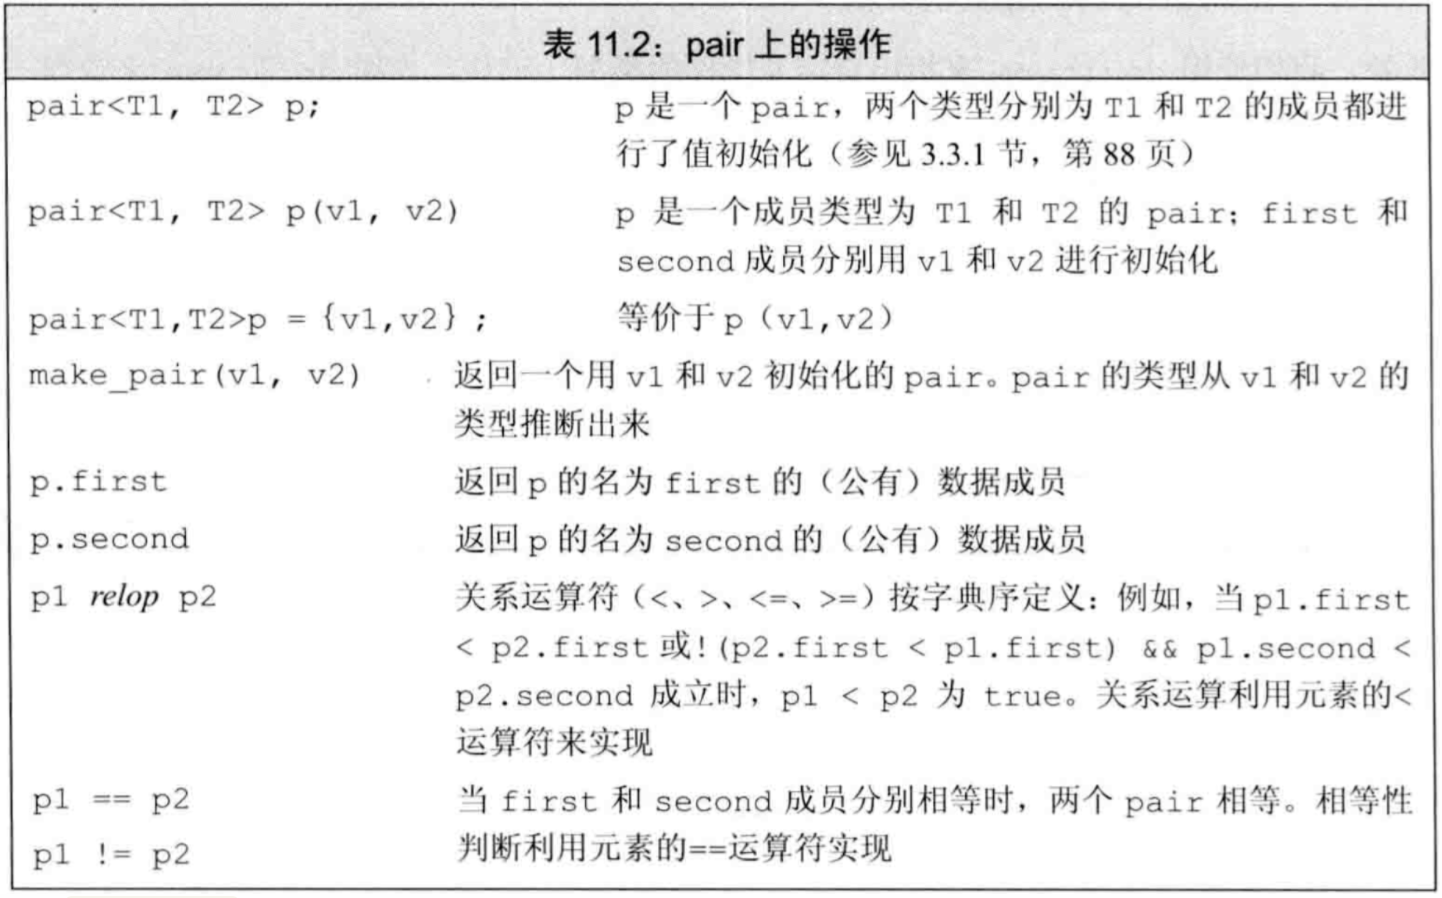 表 11.2：pair 上的操作
pair<T1, T2> p; p 是一个 pair，两个类型分别为 T1 和 T2 的成员都进
行了值初始化（参见 3.3.1 节，第 88 页）
pair<T1, T2> p(v1, v2) p 是一个成员类型为 T1 和 T2 的 pair；first 和
second 成员分别用 v1 和 v2 进行初始化
pair<T1,T2>p = {v1,v2} ; 等价于 p（v1,v2）
make_pair(v1, v2) 返回一个用 v1 和 v2 初始化的 pair。pair 的类型从 v1 和 v2 的
类型推断出来
p.first 返回 p 的名为 first 的（公有）数据成员
p.second 返回 p 的名为 second 的（公有）数据成员
p1 relop p2 关系运算符（<、>、<=、>=）按字典序定义：例如，当 p1.first
< p2.first 或!(p2.first < p1.first) && p1.second <
p2.second 成立时，p1 < p2 为 true。关系运算利用元素的<
运算符来实现
p1 == p2 当 first 和 second 成员分别相等时，两个 pair 相等。相等性
p1 != p2 判断利用元素的==运算符实现